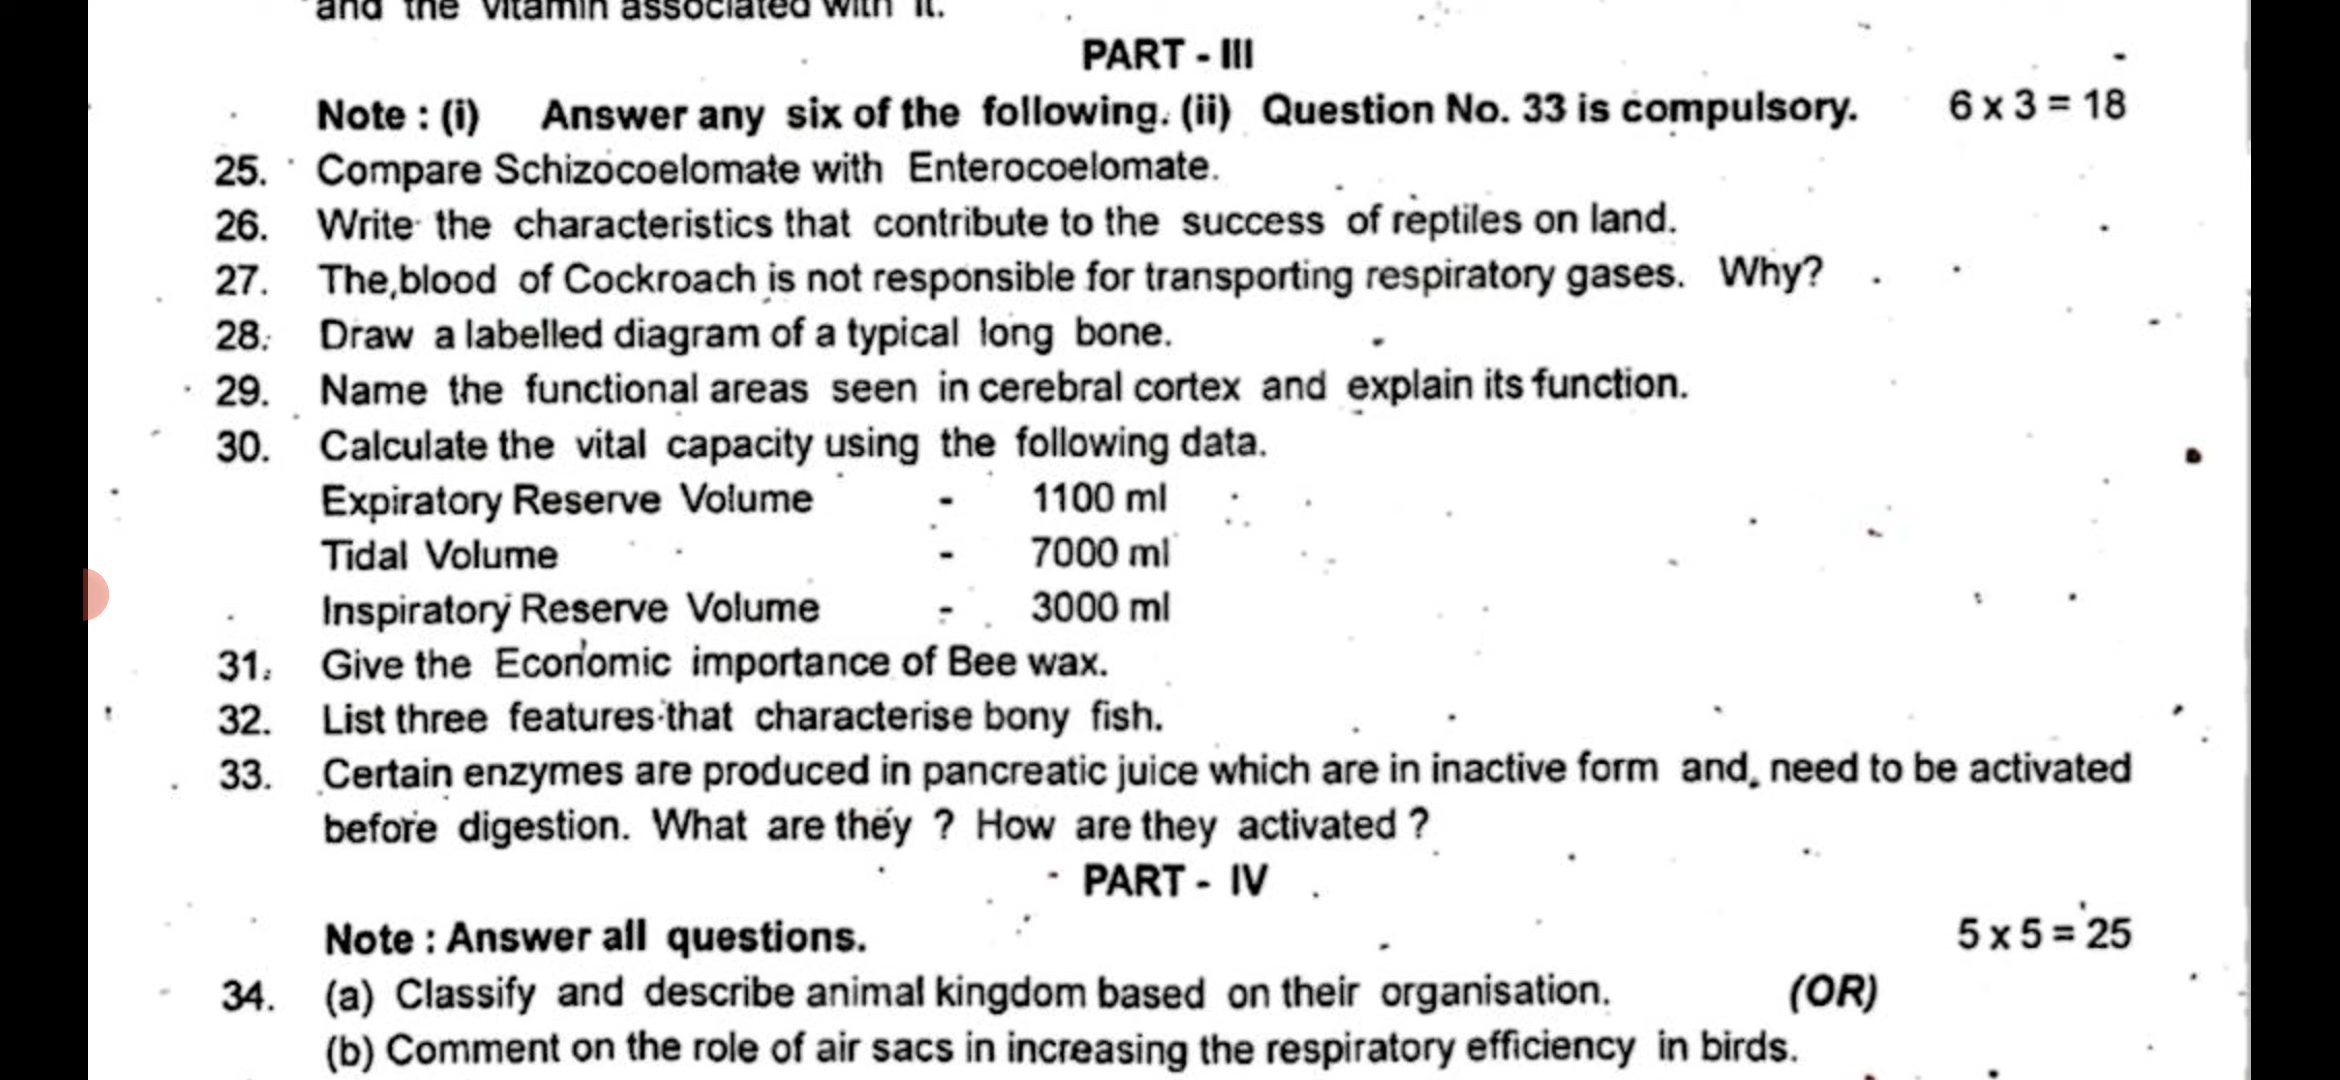 and the vitamin associated with it.
PART - III
Note : (i) Answer any six of the following. (ii) Question No. 33 is compulsory. 6 x 3 = 18
25. Compare Schizocoelomate with Enterocoelomate.
26. Write the characteristics that contribute to the success of reptiles on land.
27. The blood of Cockroach is not responsible for transporting respiratory gases. Why?
28. Draw a labelled diagram of a typical long bone.
29. Name the functional areas seen in cerebral cortex and explain its function.
30. Calculate the vital capacity using the following data.
Expiratory Reserve Volume - 1100 ml
Tidal Volume - 7000 ml
Inspiratory Reserve Volume - 3000 ml
31. Give the Economic importance of Bee wax.
32. List three features that characterise bony fish.
33. Certain enzymes are produced in pancreatic juice which are in inactive form and, need to be activated
before digestion. What are they ? How are they activated ?
PART - IV
Note : Answer all questions. 5 x 5 = 25
34. (a) Classify and describe animal kingdom based on their organisation. (OR)
(b) Comment on the role of air sacs in increasing the respiratory efficiency in birds.